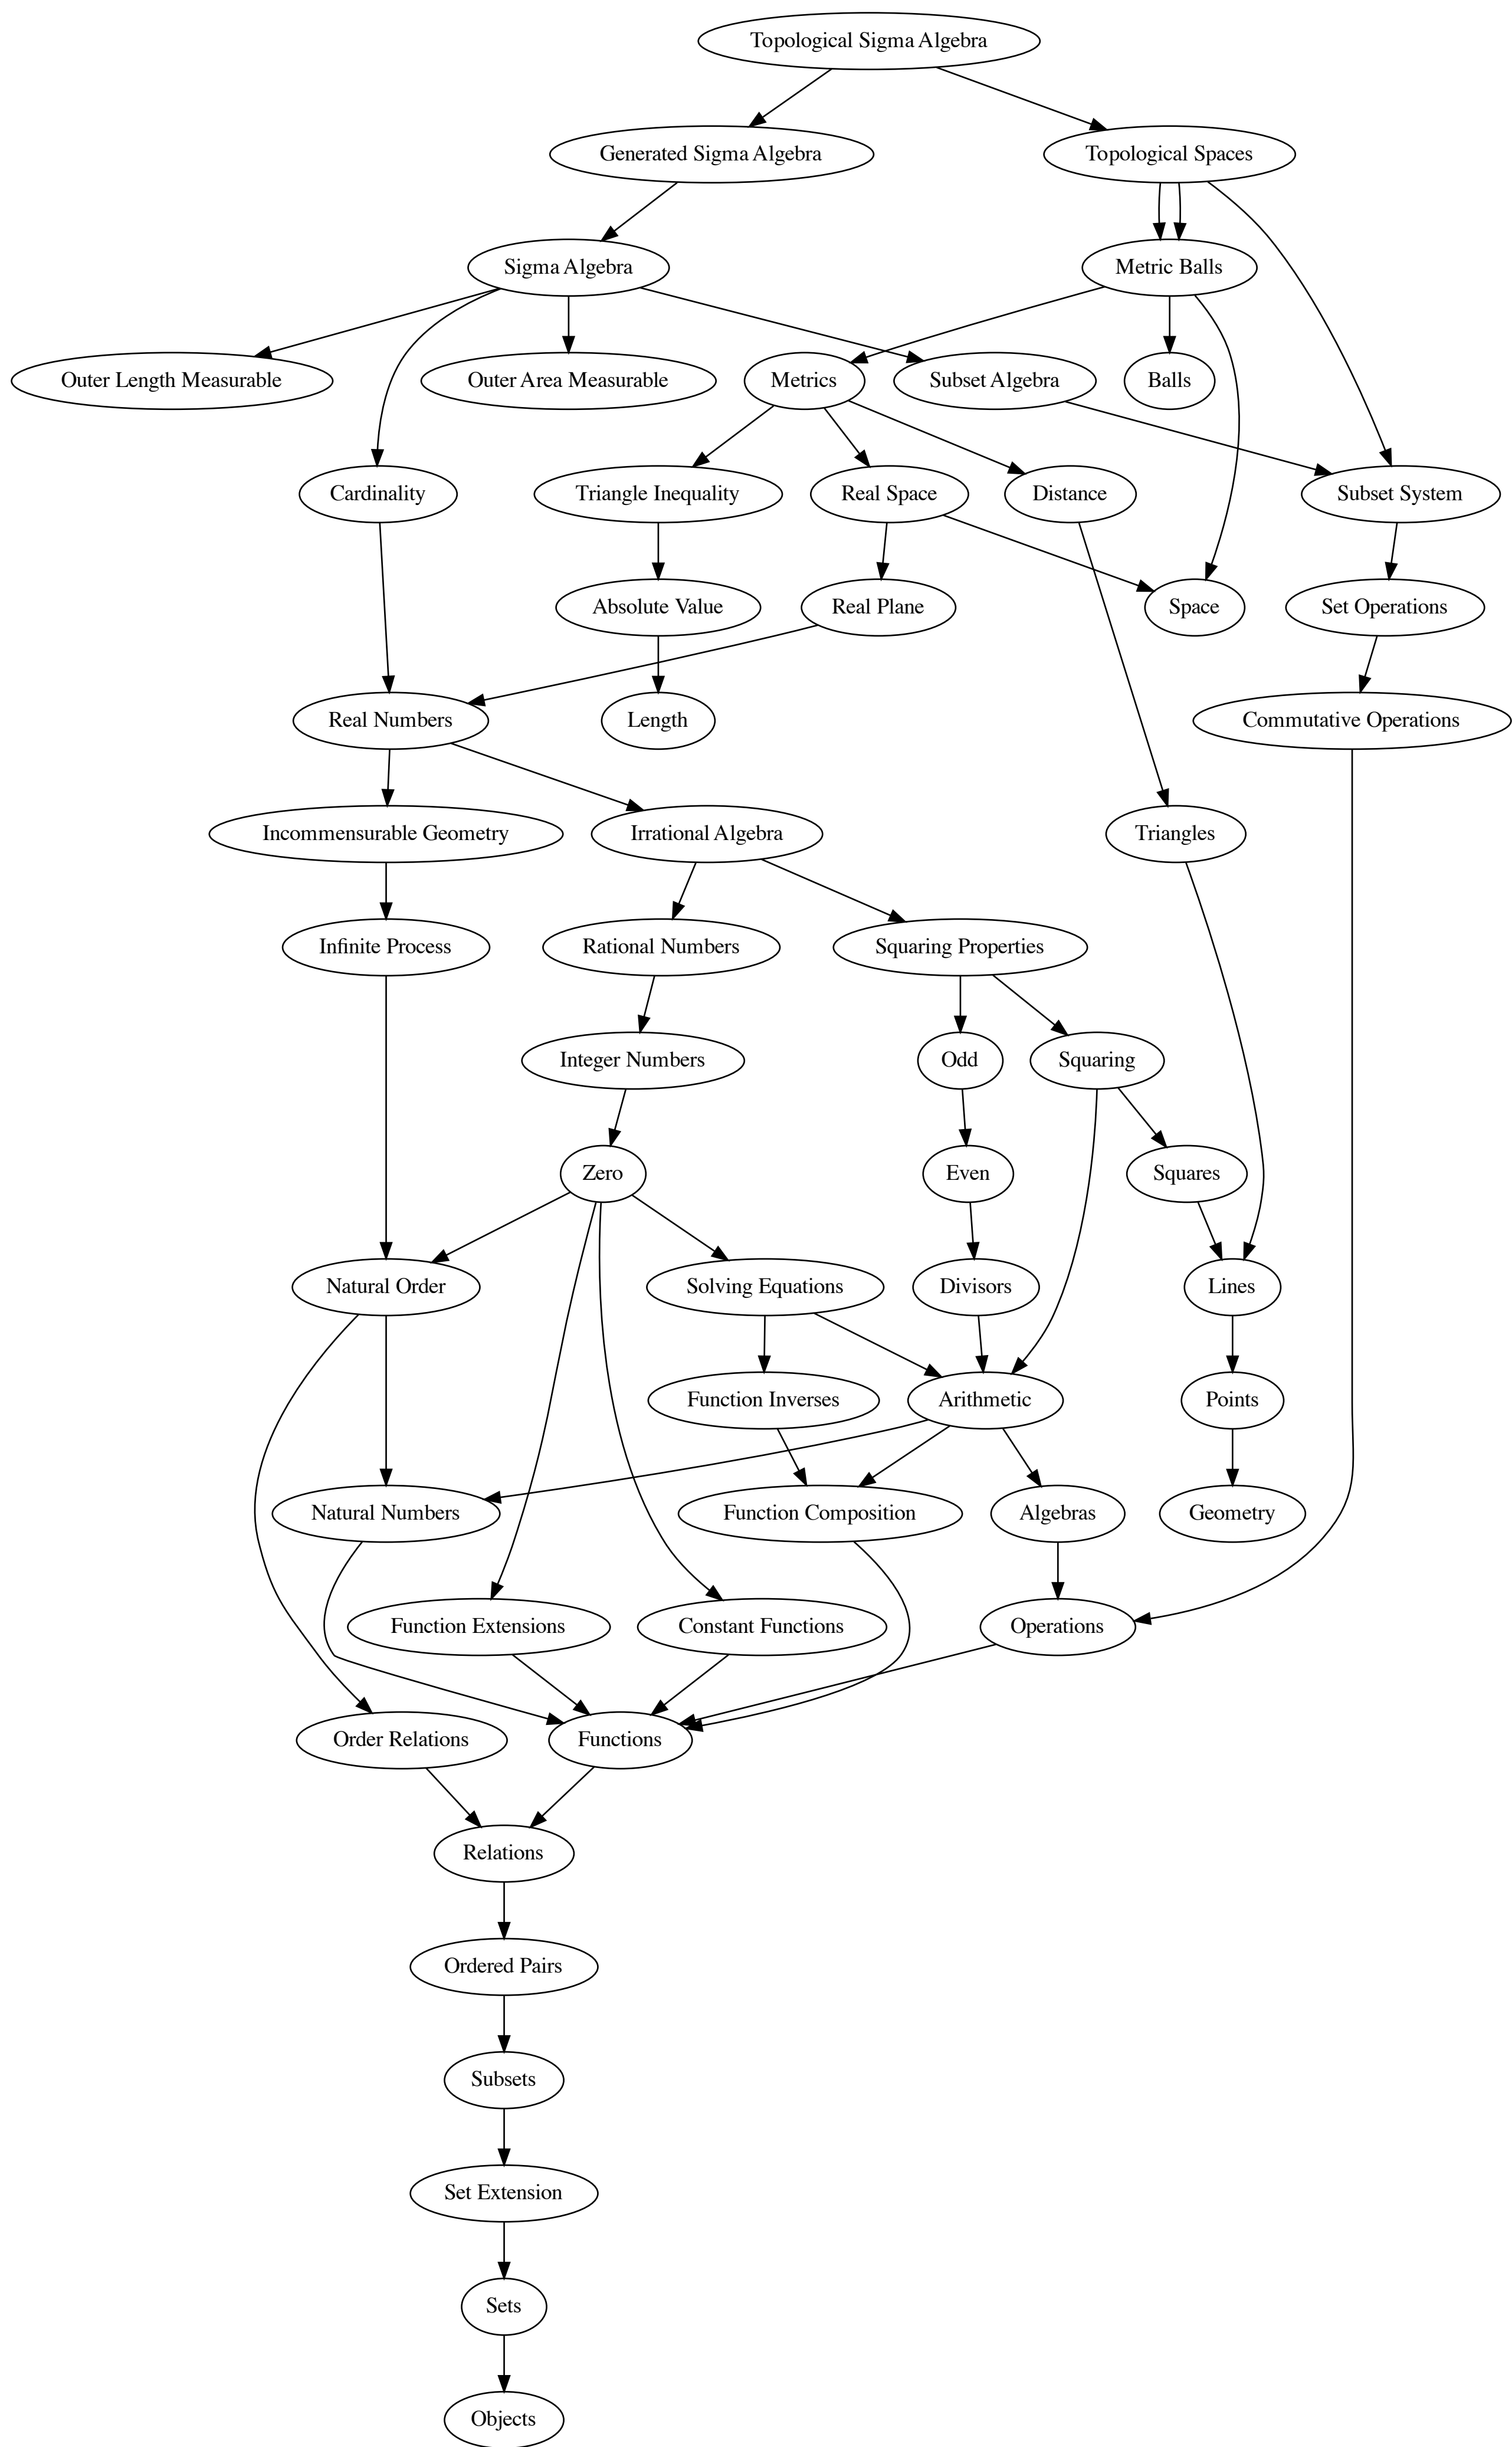 Topological Sigma Algebra
Generated Sigma Algebra
Topological Spaces
Sigma Algebra
Metric Balls
Outer Length Measurable
Outer Area Measurable
Metrics
Subset Algebra
Balls
Cardinality
Triangle Inequality
Real Space
Distance
Subset System
Absolute Value
Real Plane
Space
Set Operations
Real Numbers
Length
Commutative Operations
Incommensurable Geometry
Irrational Algebra
Triangles
Infinite Process
Rational Numbers
Squaring Properties
Integer Numbers
Odd
Squaring
Zero
Even
Squares
Natural Order
Solving Equations
Divisors
Lines
Function Inverses
Arithmetic
Points
Natural Numbers
Function Composition
Algebras
Geometry
Function Extensions
Constant Functions
Operations
Order Relations
Functions
Relations
Ordered Pairs
Subsets
Set Extension
Sets
Objects